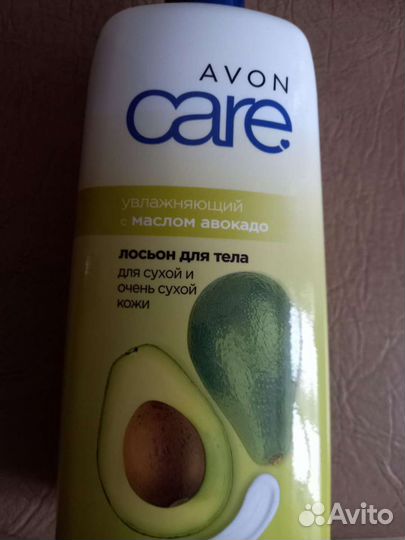 AVON
care
увлажняющий
с маслом авокадо
лосьон для тела
для сухой и
очень сухой
кожи
Avito